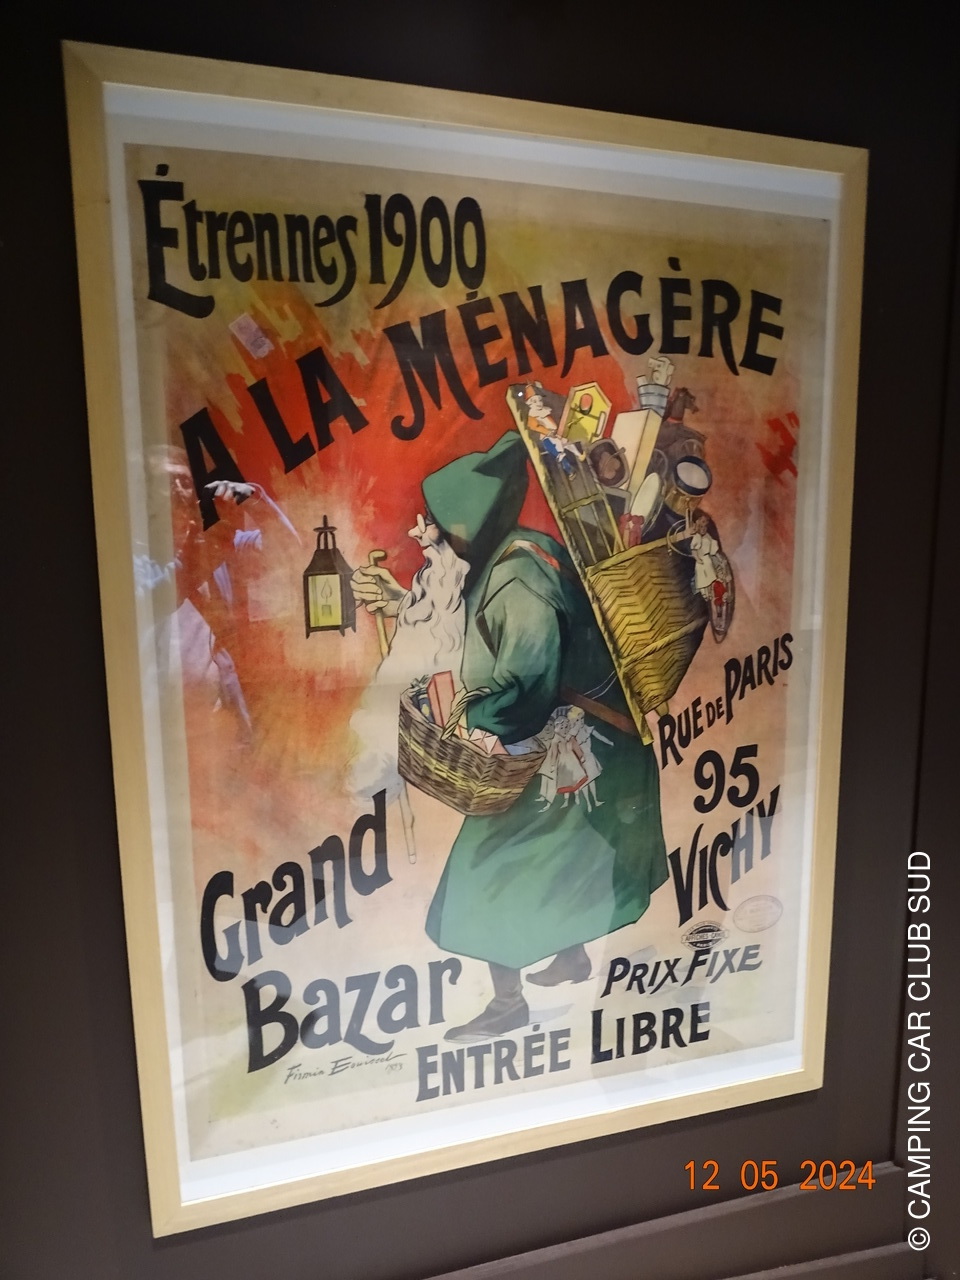 Étrennes 1900
A LA MÉNAGÈRE
RUE DE PARIS
95
VICHY
Grand
Bazar
PRIX FIXE
ENTRÉE LIBRE
Firmin
12 05 2024
© CAMPING CAR CLUB SUD